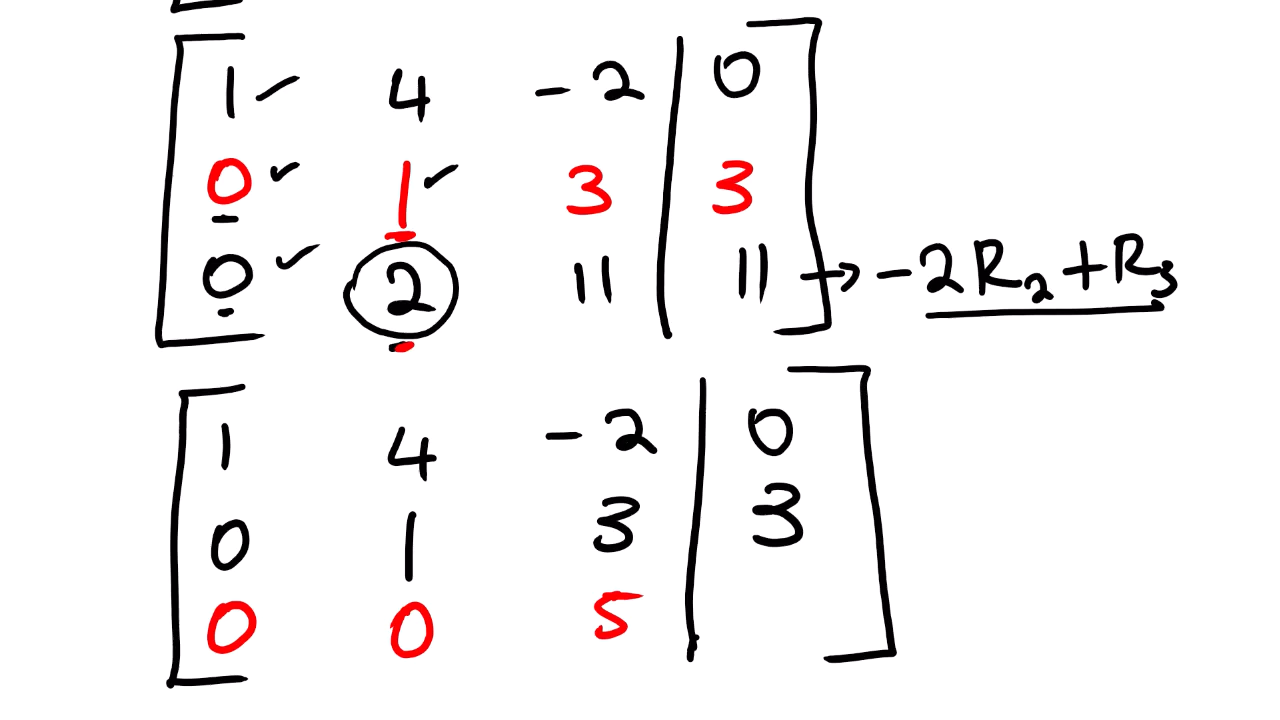 1 4 -2 | 0
0 1 3 | 3
0 2 11 | 11 → -2R₂+R₃
1 4 -2 | 0
0 1 3 | 3
0 0 5 |